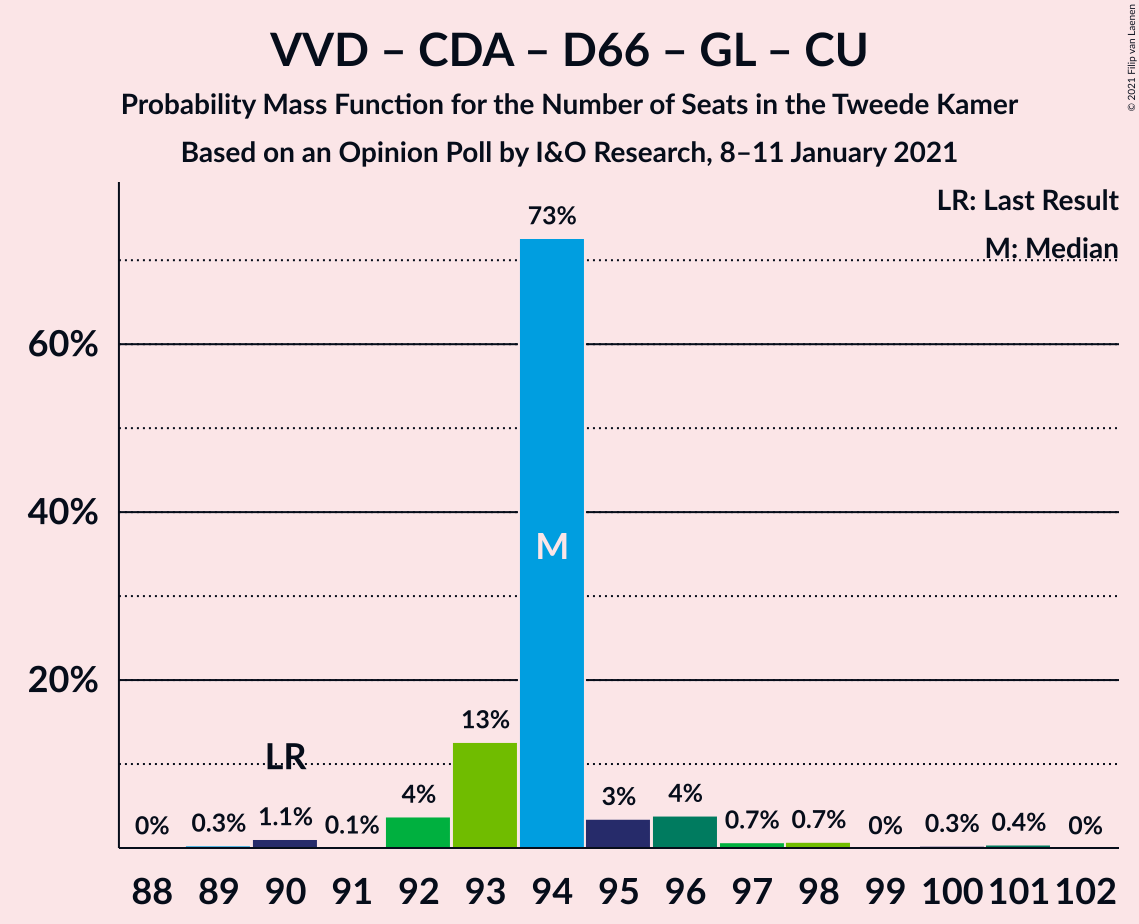 VVD – CDA – D66 – GL – CU
Probability Mass Function for the Number of Seats in the Tweede Kamer
Based on an Opinion Poll by I&O Research, 8–11 January 2021
© 2021 Filip van Laenen
LR: Last Result
M: Median
60%
40%
20%
0%
0.3%
1.1%
0.1%
4%
13%
73%
3%
4%
0.7%
0.7%
0%
0.3%
0.4%
0%
LR
M
88 89 90 91 92 93 94 95 96 97 98 99 100 101 102